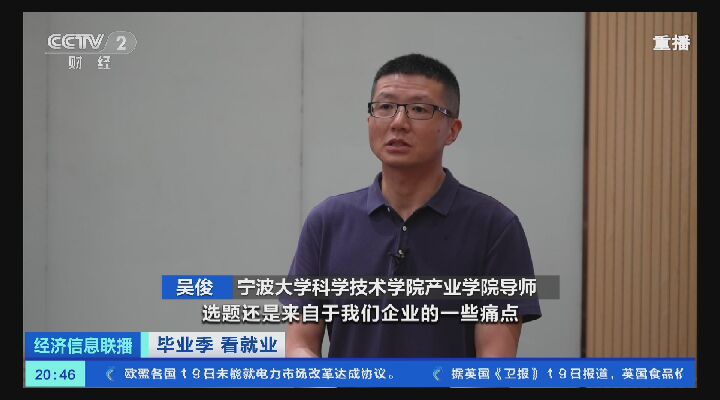 CCTV 2
财经
重播
吴俊 宁波大学科学技术学院产业学院导师
选题还是来自于我们企业的一些痛点
经济信息联播 毕业季 看就业
20:46 欧盟各国19日未能就电力市场改革达成协议。 据英国《卫报》19日报道，英国食品价